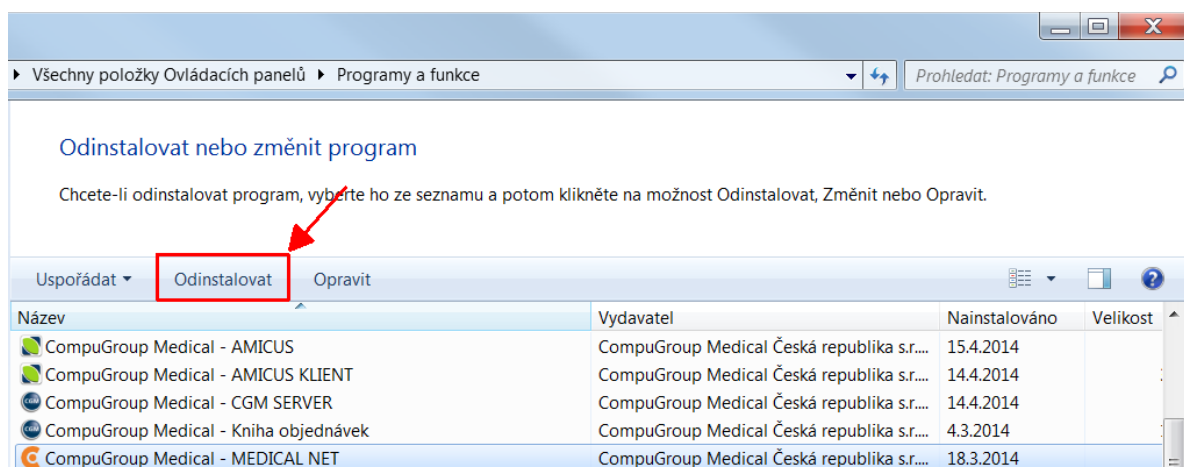 Všechny položky Ovládacích panelů Programy a funkce Prohledat: Programy a funkce
Odinstalovat nebo změnit program
Chcete-li odinstalovat program, vyberte ho ze seznamu a potom klikněte na možnost Odinstalovat, Změnit nebo Opravit.
Uspořádat Odinstalovat Opravit
Název Vydavatel Nainstalováno Velikost
CompuGroup Medical - AMICUS CompuGroup Medical Česká republika s.r.... 15.4.2014
CompuGroup Medical - AMICUS KLIENT CompuGroup Medical Česká republika s.r.... 14.4.2014
CompuGroup Medical - CGM SERVER CompuGroup Medical Česká republika s.r.... 14.4.2014
CompuGroup Medical - Kniha objednávek CompuGroup Medical Česká republika s.r.... 4.3.2014
CompuGroup Medical - MEDICAL NET CompuGroup Medical Česká republika s.r.... 18.3.2014